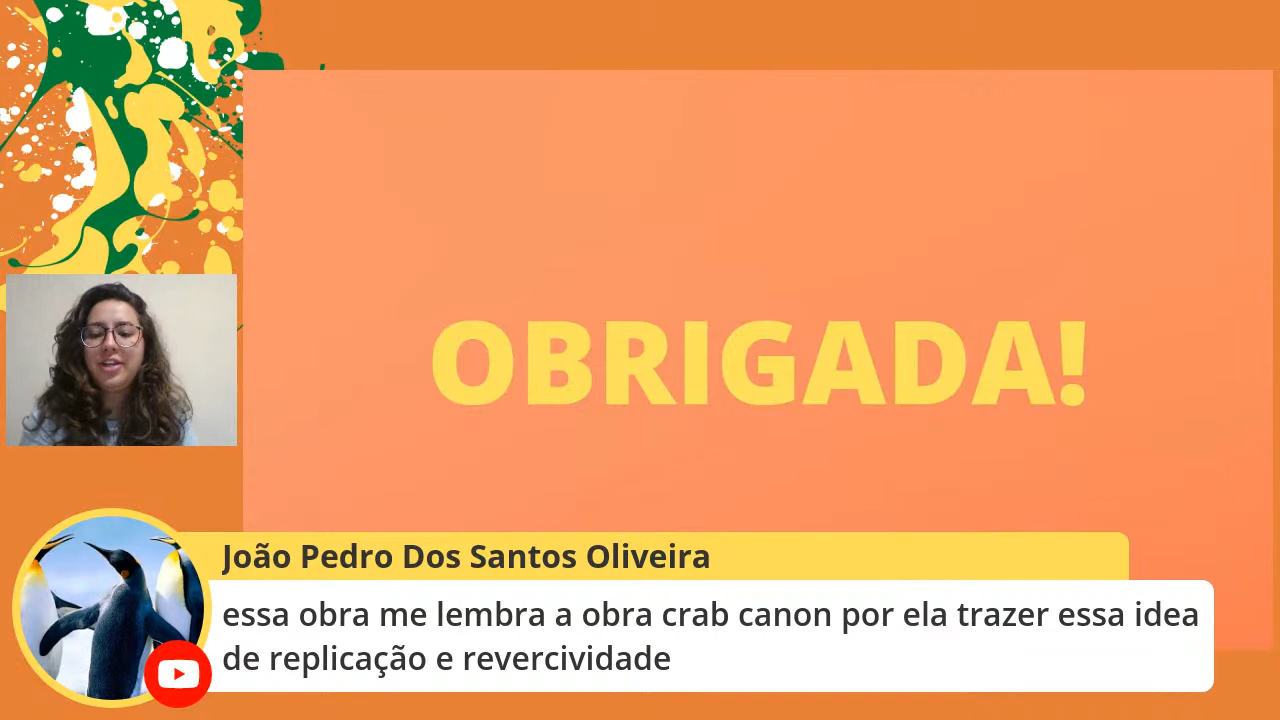 OBRIGADA!
João Pedro Dos Santos Oliveira
essa obra me lembra a obra crab canon por ela trazer essa idea
de replicação e revercividade